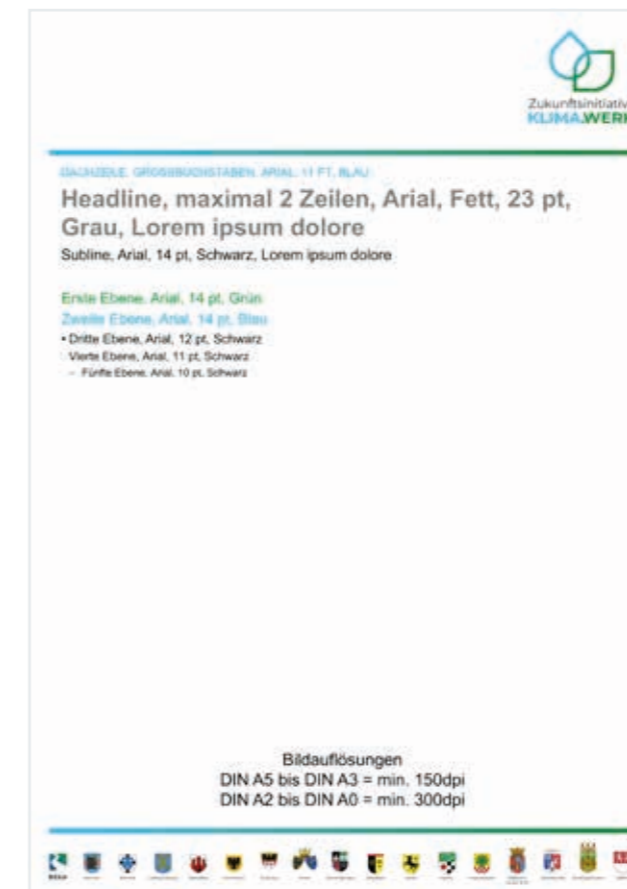 Zukunftsinitiativ
KLIMA.WERK
DACHZEILE, GROSSBUCHSTABEN, ARIAL, 11 PT, BLAU
Headline, maximal 2 Zeilen, Arial, Fett, 23 pt,
Grau, Lorem ipsum dolore
Subline, Arial, 14 pt, Schwarz, Lorem ipsum dolore
Erste Ebene, Arial, 14 pt, Grün
Zweite Ebene, Arial, 14 pt, Blau
• Dritte Ebene, Arial, 12 pt, Schwarz
Vierte Ebene, Arial, 11 pt, Schwarz
– Fünfte Ebene, Arial, 10 pt, Schwarz
Bildauflösungen
DIN A5 bis DIN A3 = min. 150dpi
DIN A2 bis DIN A0 = min. 300dpi